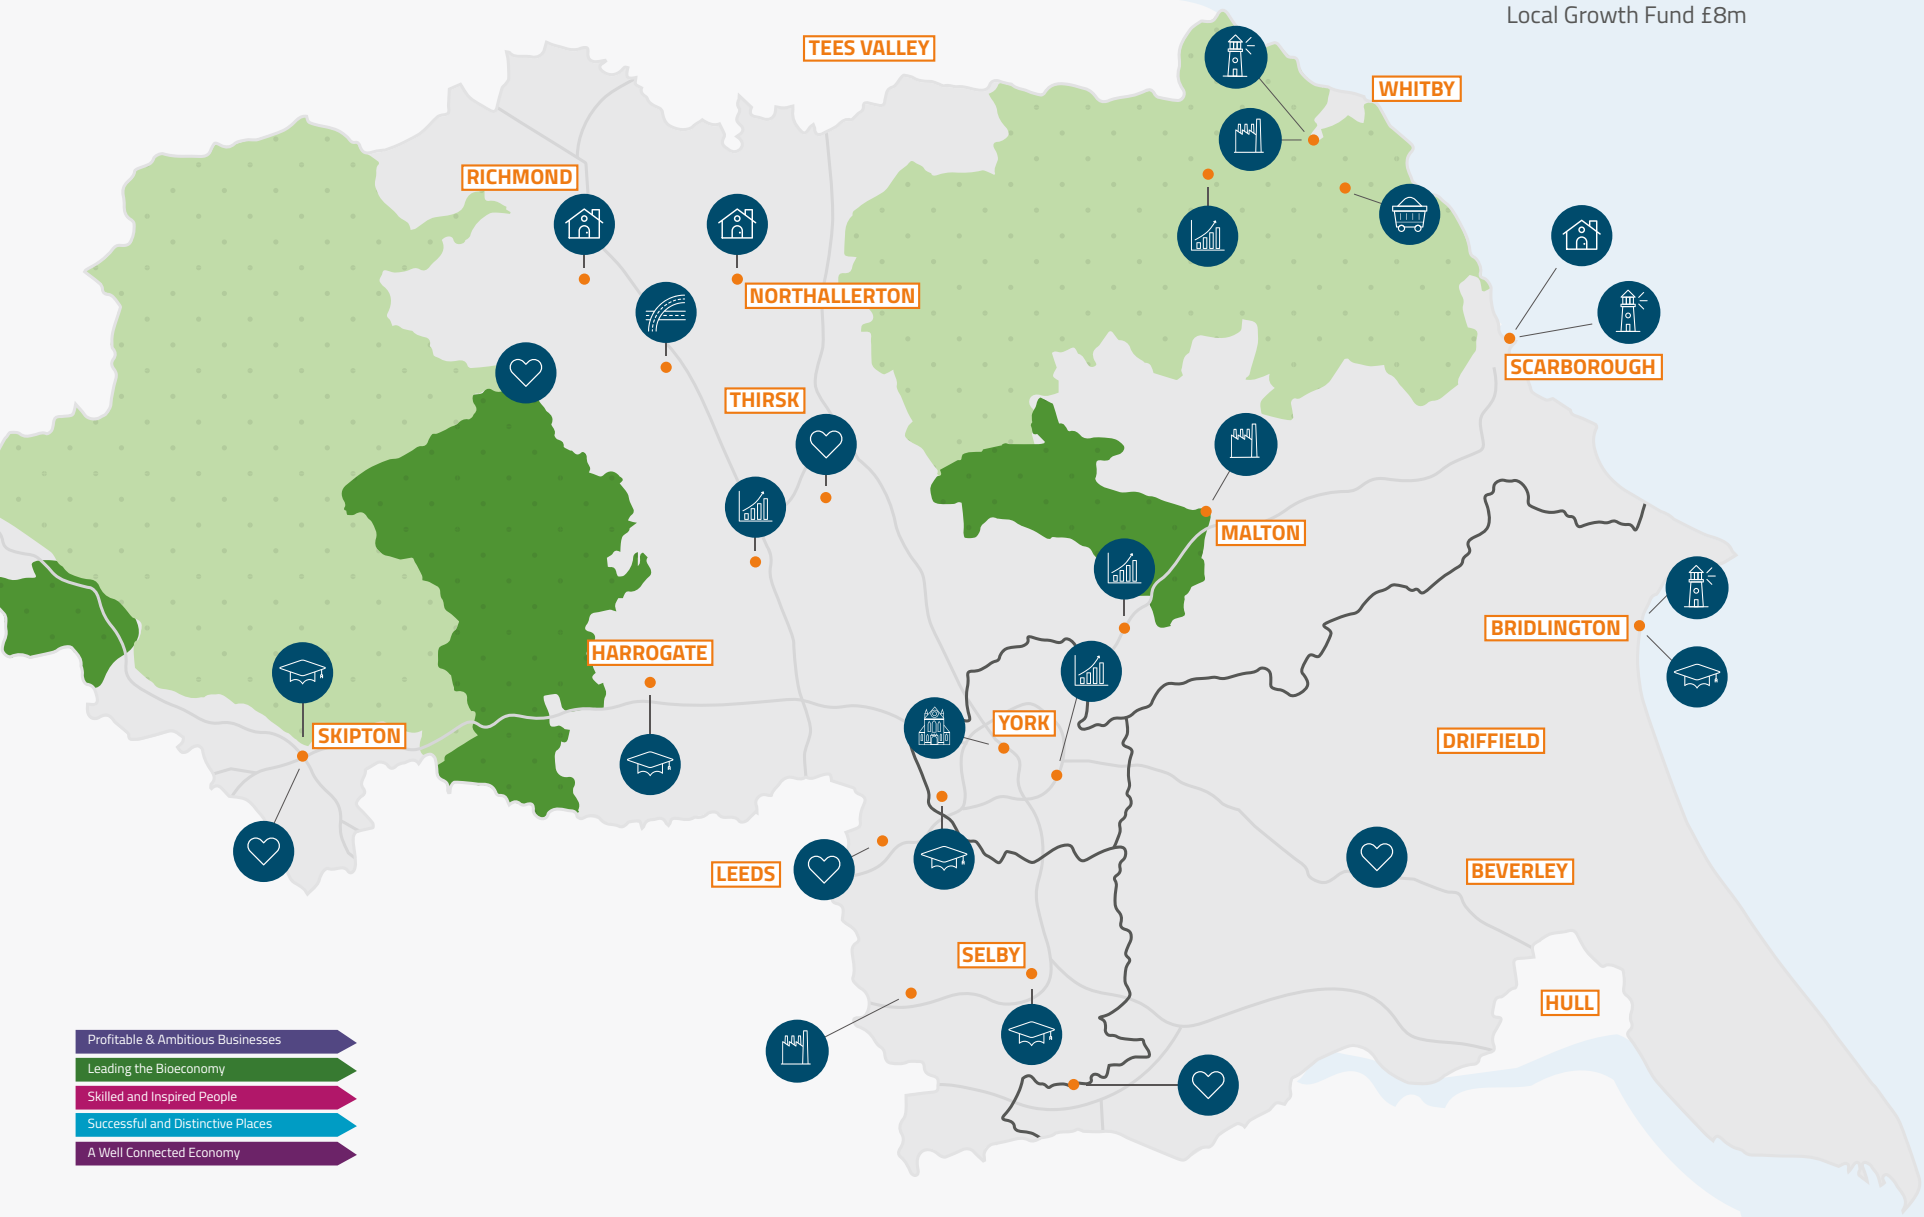 Local Growth Fund £8m
TEES VALLEY
WHITBY
RICHMOND
NORTHALLERTON
SCARBOROUGH
THIRSK
MALTON
BRIDLINGTON
HARROGATE
YORK
SKIPTON
DRIFFIELD
LEEDS
BEVERLEY
SELBY
HULL
Profitable & Ambitious Businesses
Leading the Bioeconomy
Skilled and Inspired People
Successful and Distinctive Places
A Well Connected Economy